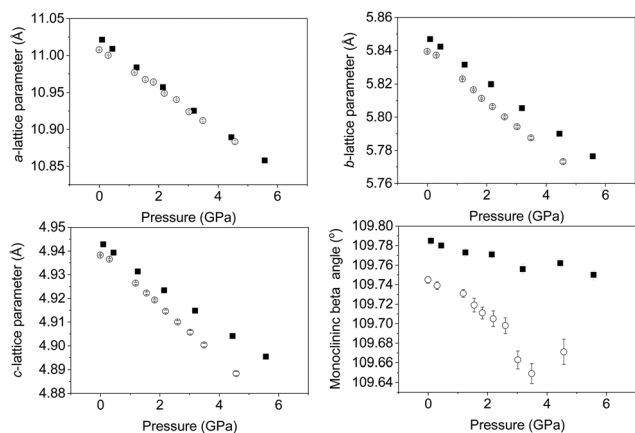 a-lattice parameter (Å)
11.05
11.00
10.95
10.90
10.85
0 2 4 6
Pressure (GPa)
b-lattice parameter (Å)
5.86
5.84
5.82
5.80
5.78
5.76
0 2 4 6
Pressure (GPa)
c-lattice parameter (Å)
4.95
4.94
4.93
4.92
4.91
4.90
4.89
4.88
0 2 4 6
Pressure (GPa)
Monoclininc beta angle (°)
109.80
109.78
109.76
109.74
109.72
109.70
109.68
109.66
109.64
0 2 4 6
Pressure (GPa)